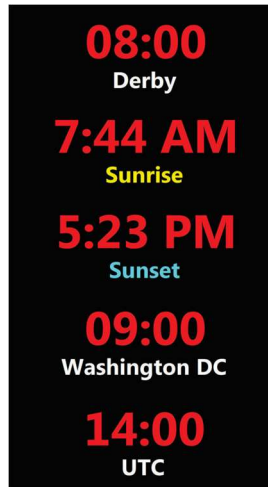 08:00
Derby
7:44 AM
Sunrise
5:23 PM
Sunset
09:00
Washington DC
14:00
UTC